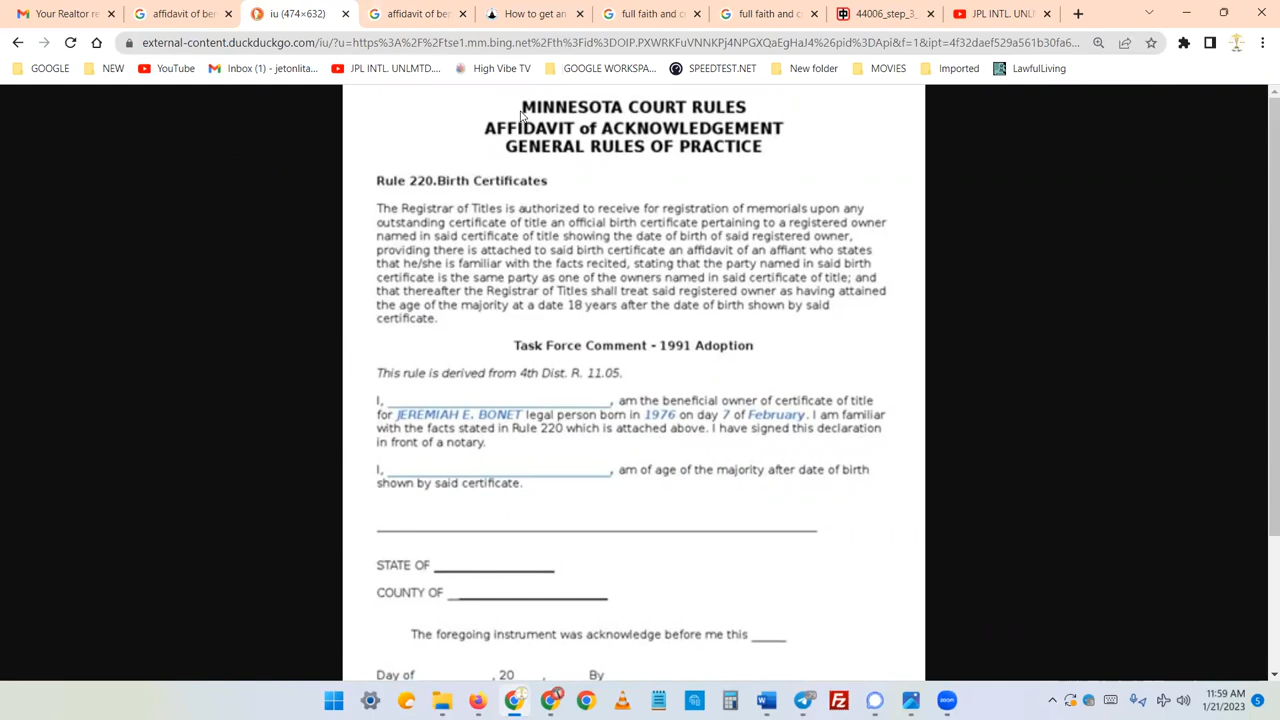 Your Realtor re
affidavit of ber
iu (474×632)
affidavit of ber
How to get an
full faith and c
full faith and c
44006_step_3_
JPL INTL. UNL
external-content.duckduckgo.com/iu/?u=https%3A%2F%2Ftse1.mm.bing.net%2Fth%3Fid%3DOIP.PXWRKFuVNNKPj4NPGXQaEgHaJ4%26pid%3DApi&f=1&ipt=4f32daef529a561b30fa6...
GOOGLE
NEW
YouTube
Inbox (1) - jetonlita...
JPL INTL. UNLMTD....
High Vibe TV
GOOGLE WORKSPA...
SPEEDTEST.NET
New folder
MOVIES
Imported
LawfulLiving
MINNESOTA COURT RULES
AFFIDAVIT of ACKNOWLEDGEMENT
GENERAL RULES OF PRACTICE
Rule 220.Birth Certificates
The Registrar of Titles is authorized to receive for registration of memorials upon any
outstanding certificate of title an official birth certificate pertaining to a registered owner
named in said certificate of title showing the date of birth of said registered owner,
providing there is attached to said birth certificate an affidavit of an affiant who states
that he/she is familiar with the facts recited, stating that the party named in said birth
certificate is the same party as one of the owners named in said certificate of title; and
that thereafter the Registrar of Titles shall treat said registered owner as having attained
the age of the majority at a date 18 years after the date of birth shown by said
certificate.
Task Force Comment - 1991 Adoption
This rule is derived from 4th Dist. R. 11.05.
I, ______________________, am the beneficial owner of certificate of title
for JEREMIAH E. BONET legal person born in 1976 on day 7 of February. I am familiar
with the facts stated in Rule 220 which is attached above. I have signed this declaration
in front of a notary.
I, ______________________, am of age of the majority after date of birth
shown by said certificate.
STATE OF ____________
COUNTY OF ________________
The foregoing instrument was acknowledge before me this ____
Day of ________, 20___, ____ By
11:59 AM
1/21/2023
5